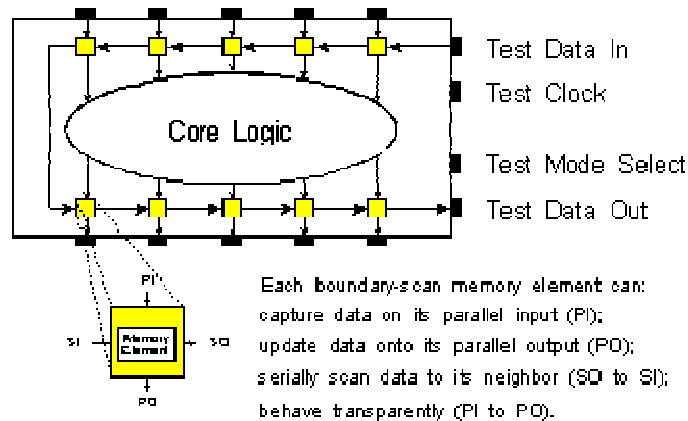 Test Data In
Test Clock
Core Logic
Test Mode Select
Test Data Out
Each boundary-scan memory element can:
capture data on its parallel input (PI);
update data onto its parallel output (PO);
serially scan data to its neighbor (SO to SI);
behave transparently (PI to PO).
PI
SI
Memory
Element
SO
PO